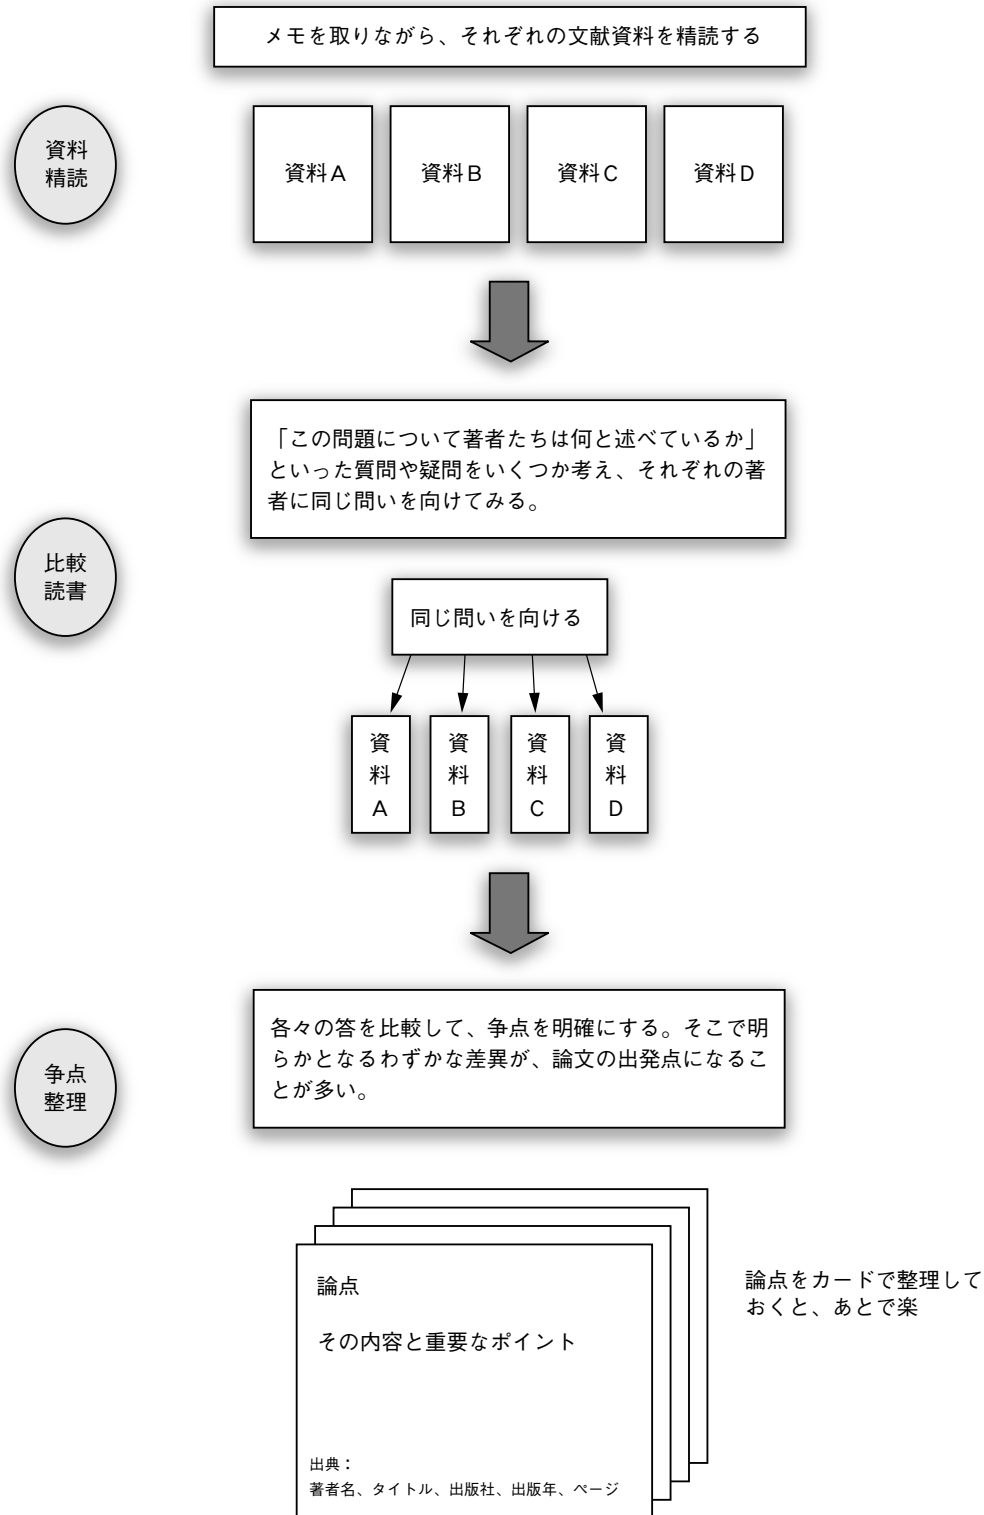 メモを取りながら、それぞれの文献資料を精読する
資料
精読
資料A
資料B
資料C
資料D
「この問題について著者たちは何と述べているか」
といった質問や疑問をいくつか考え、それぞれの著
者に同じ問いを向けてみる。
比較
読書
同じ問いを向ける
資料A
資料B
資料C
資料D
各々の答を比較して、争点を明確にする。そこで明
らかとなるわずかな差異が、論文の出発点になるこ
とが多い。
争点
整理
論点
その内容と重要なポイント
出典：
著者名、タイトル、出版社、出版年、ページ
論点をカードで整理して
おくと、あとで楽